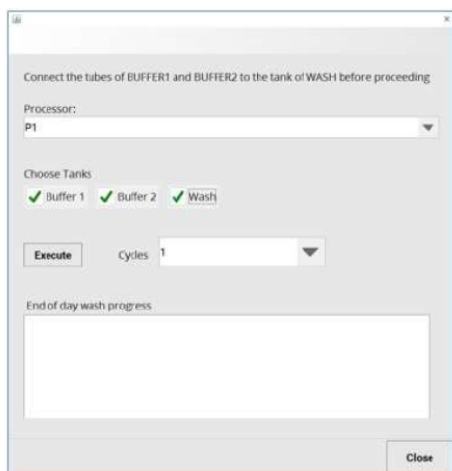 Connect the tubes of BUFFER1 and BUFFER2 to the tank of WASH before proceeding
Processor:
P1
Choose Tanks
Buffer 1 Buffer 2 Wash
Execute Cycles 1
End of day wash progress
Close